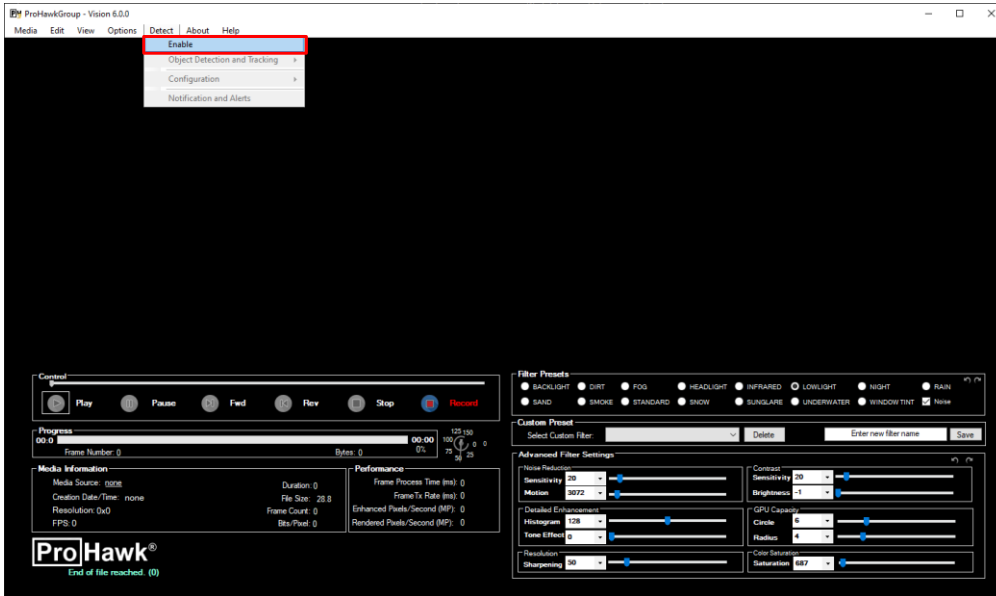 ProHawkGroup - Vision 6.0.0
Media Edit View Options Detect About Help
Enable
Object Detection and Tracking
Configuration
Notification and Alerts
Control
Play Pause Fwd Rev Stop Record
Progress
00:0 00:00
Frame Number: 0 Bytes: 0 0%
125 150
100 0 0
75 50 25
Media Information
Media Source: none
Creation Date/Time: none
Resolution: 0x0
FPS: 0
Duration: 0
File Size: 28.8
Frame Count: 0
Bits/Pixel: 0
Performance
Frame Process Time (ms): 0
FrameTx Rate (ms): 0
Enhanced Pixels/Second (MP): 0
Rendered Pixels/Second (MP): 0
ProHawk®
End of file reached. (0)
Filter Presets
BACKLIGHT DIRT FOG HEADLIGHT INFRARED LOWLIGHT NIGHT RAIN
SAND SMOKE STANDARD SNOW SUNGLARE UNDERWATER WINDOW TINT Noise
Custom Preset
Select Custom Filter: Delete Enter new filter name Save
Advanced Filter Settings
Noise Reduction
Sensitivity 20
Motion 3072
Contrast
Sensitivity 20
Brightness -1
Detailed Enhancement
Histogram 128
Tone Effect 0
GPU Capacity
Circle 6
Radius 4
Resolution
Sharpening 50
Color Saturation
Saturation 687